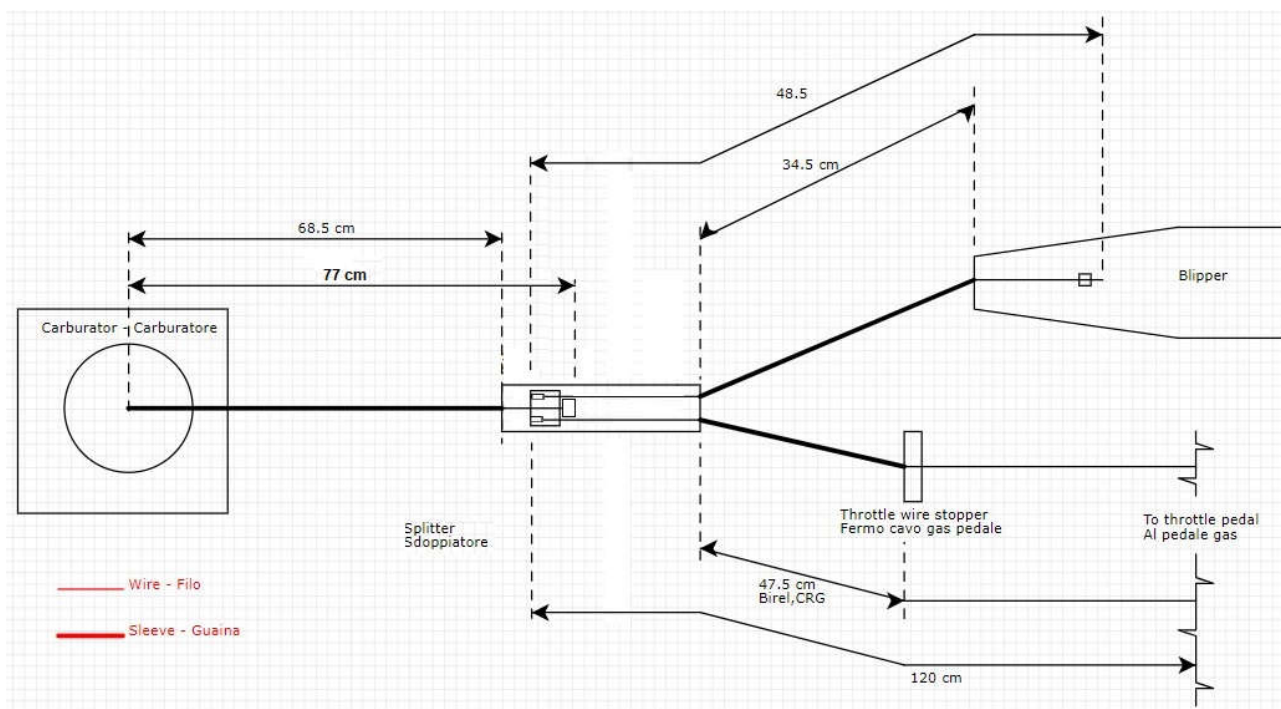 48.5
34.5 cm
68.5 cm
77 cm
Blipper
Carburator - Carburatore
Throttle wire stopper
Fermo cavo gas pedale
To throttle pedal
Al pedale gas
Splitter
Sdoppiatore
Wire - Filo
47.5 cm
Birel,CRG
Sleeve - Guaina
120 cm